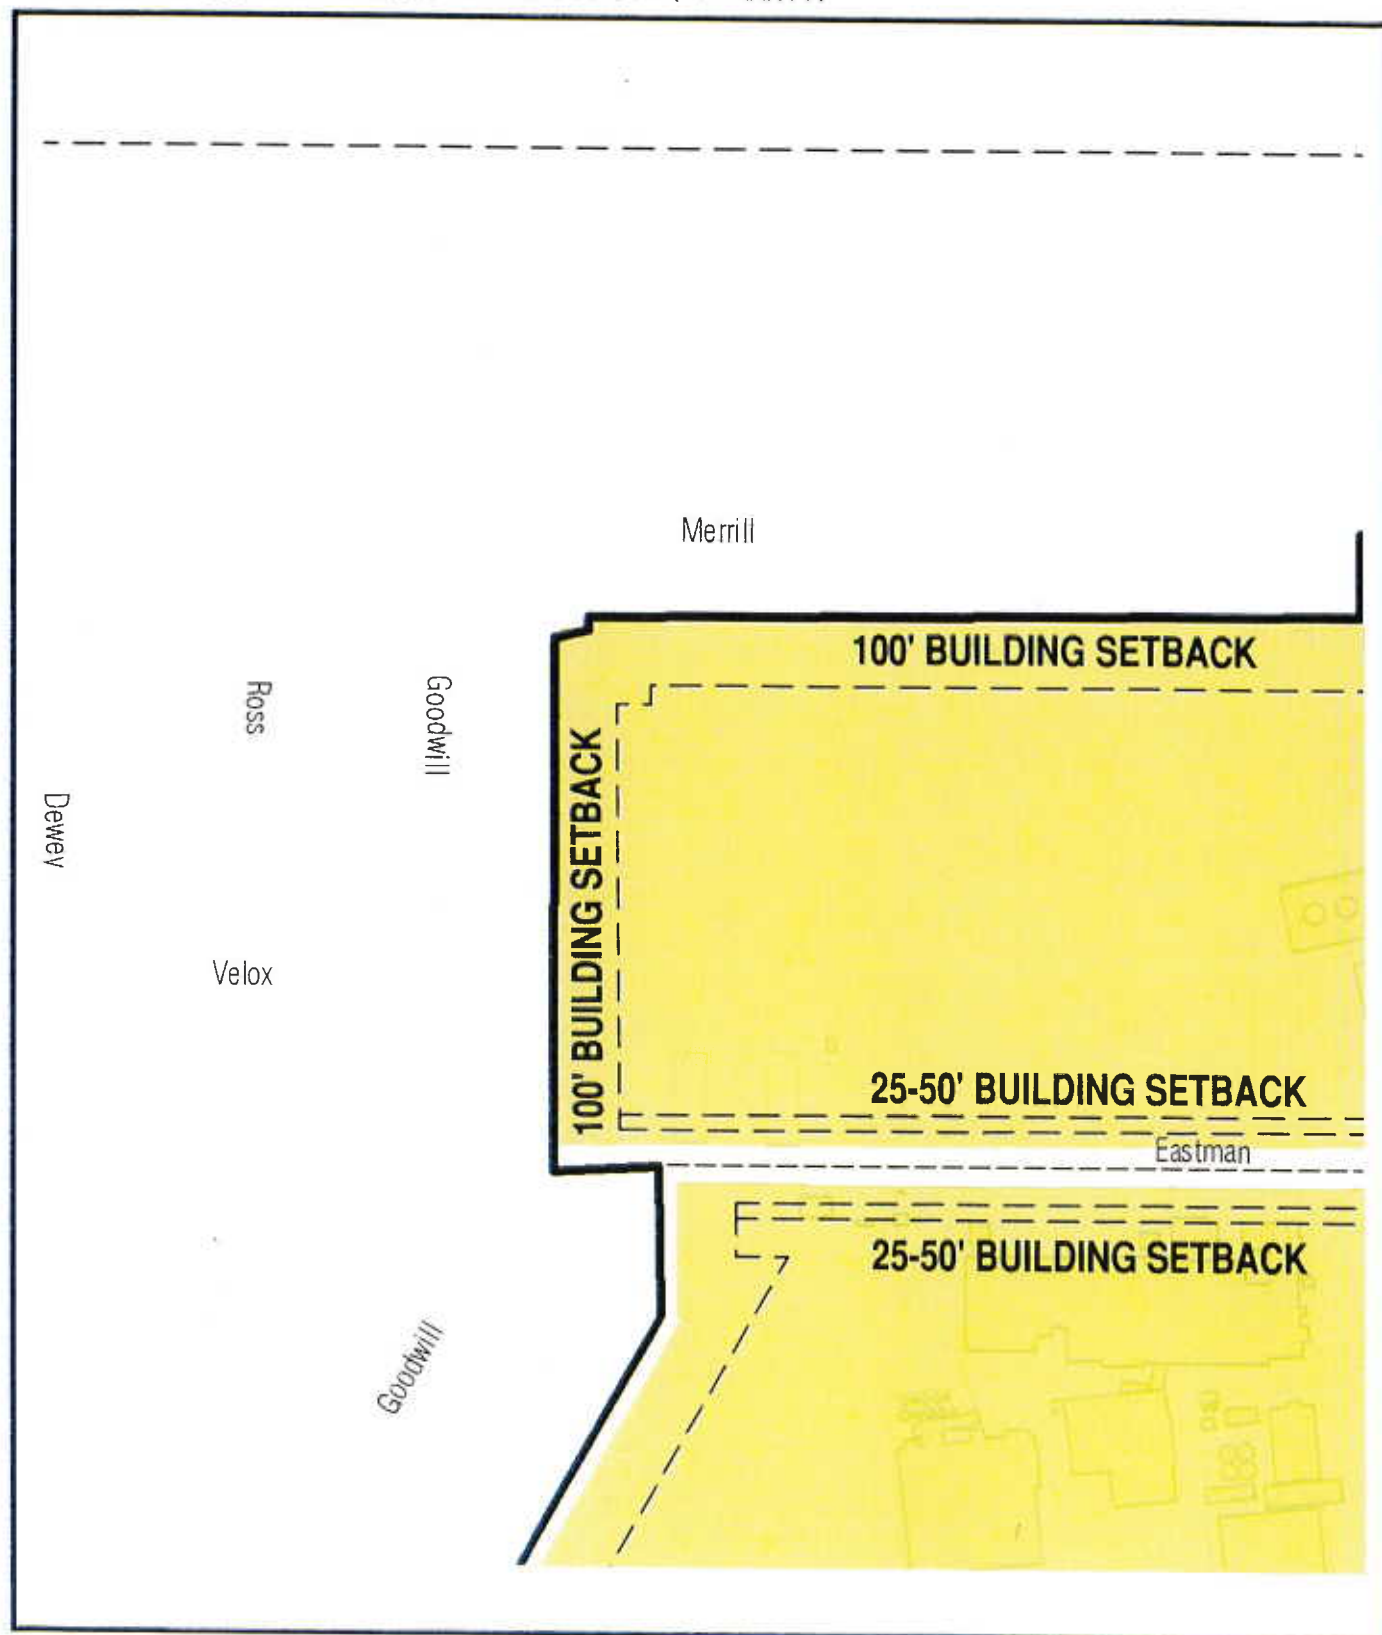 Merrill
100' BUILDING SETBACK
Ross
Goodwill
100' BUILDING SETBACK
Dewey
Velox
25-50' BUILDING SETBACK
Eastman
25-50' BUILDING SETBACK
Goodwill